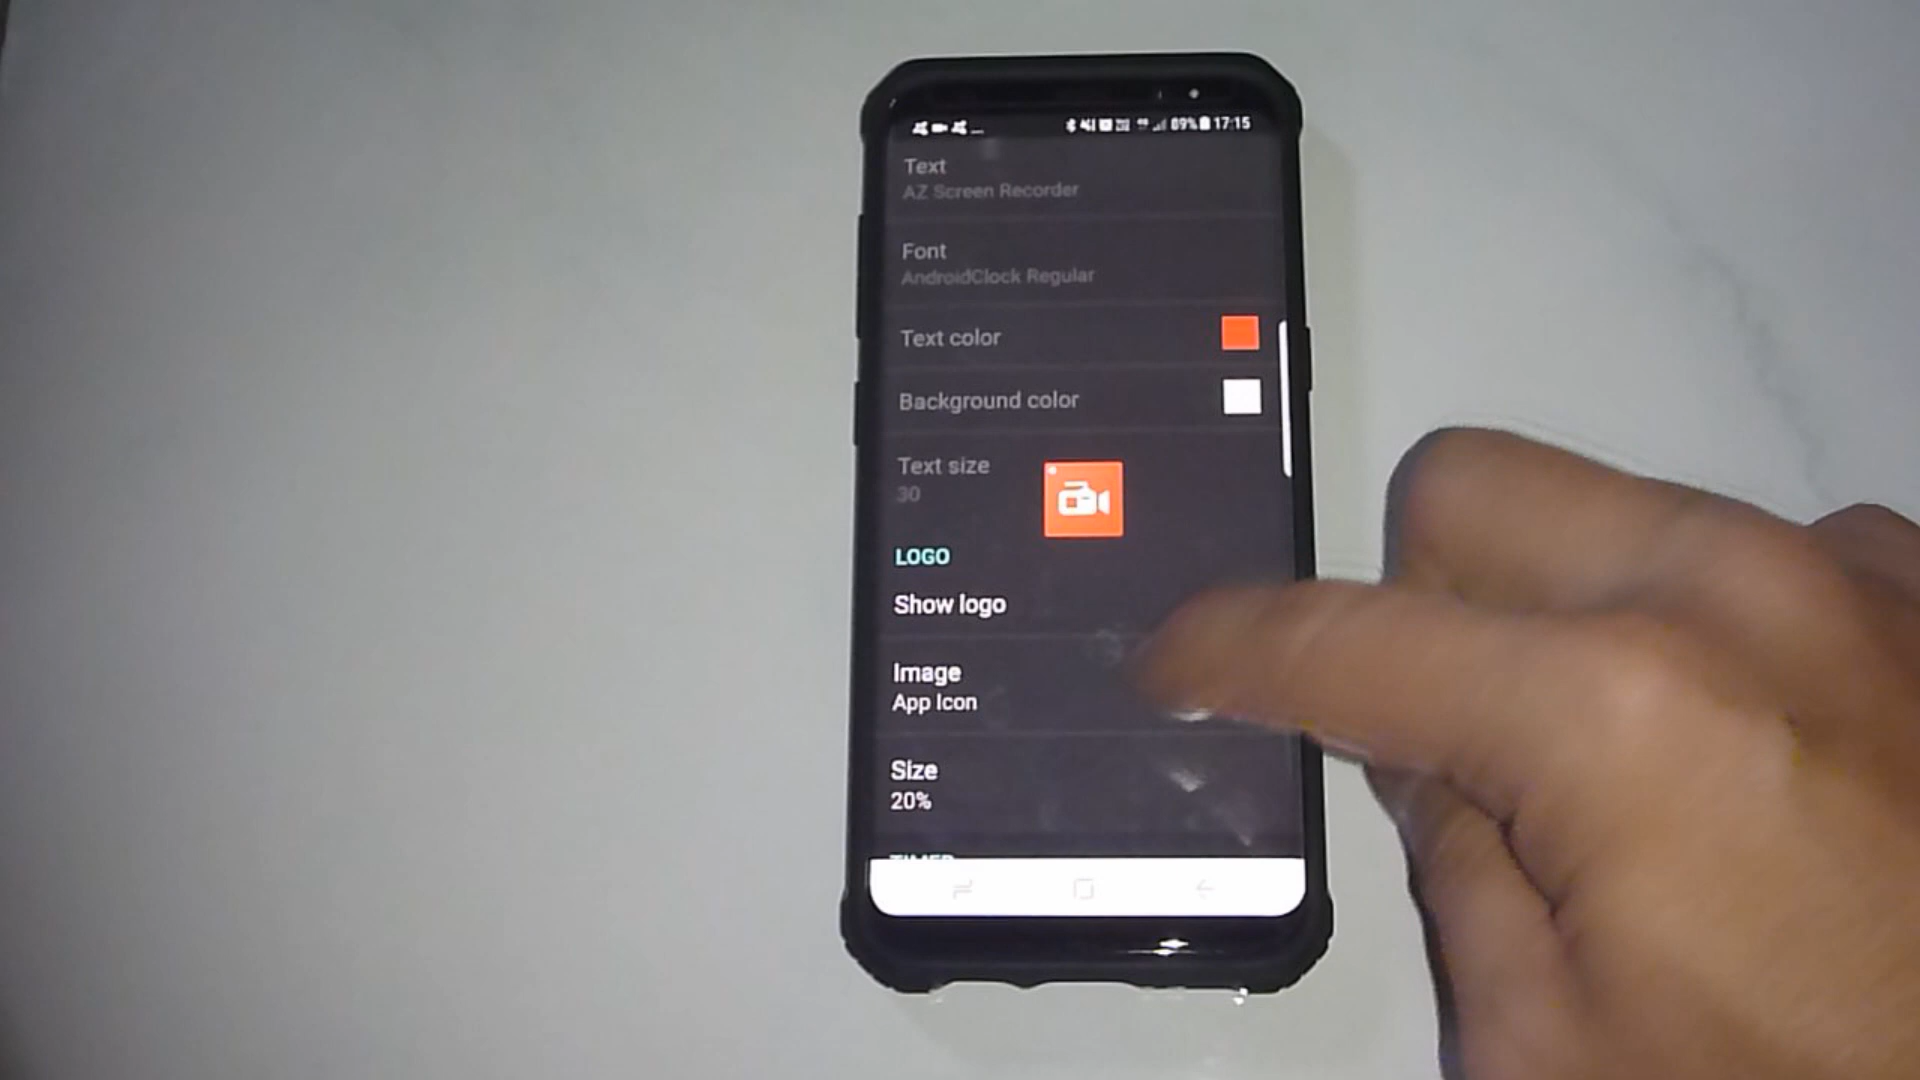 89% 17:15
Text
AZ Screen Recorder
Font
AndroidClock Regular
Text color
Background color
Text size
30
LOGO
Show logo
Image
App Icon
Size
20%